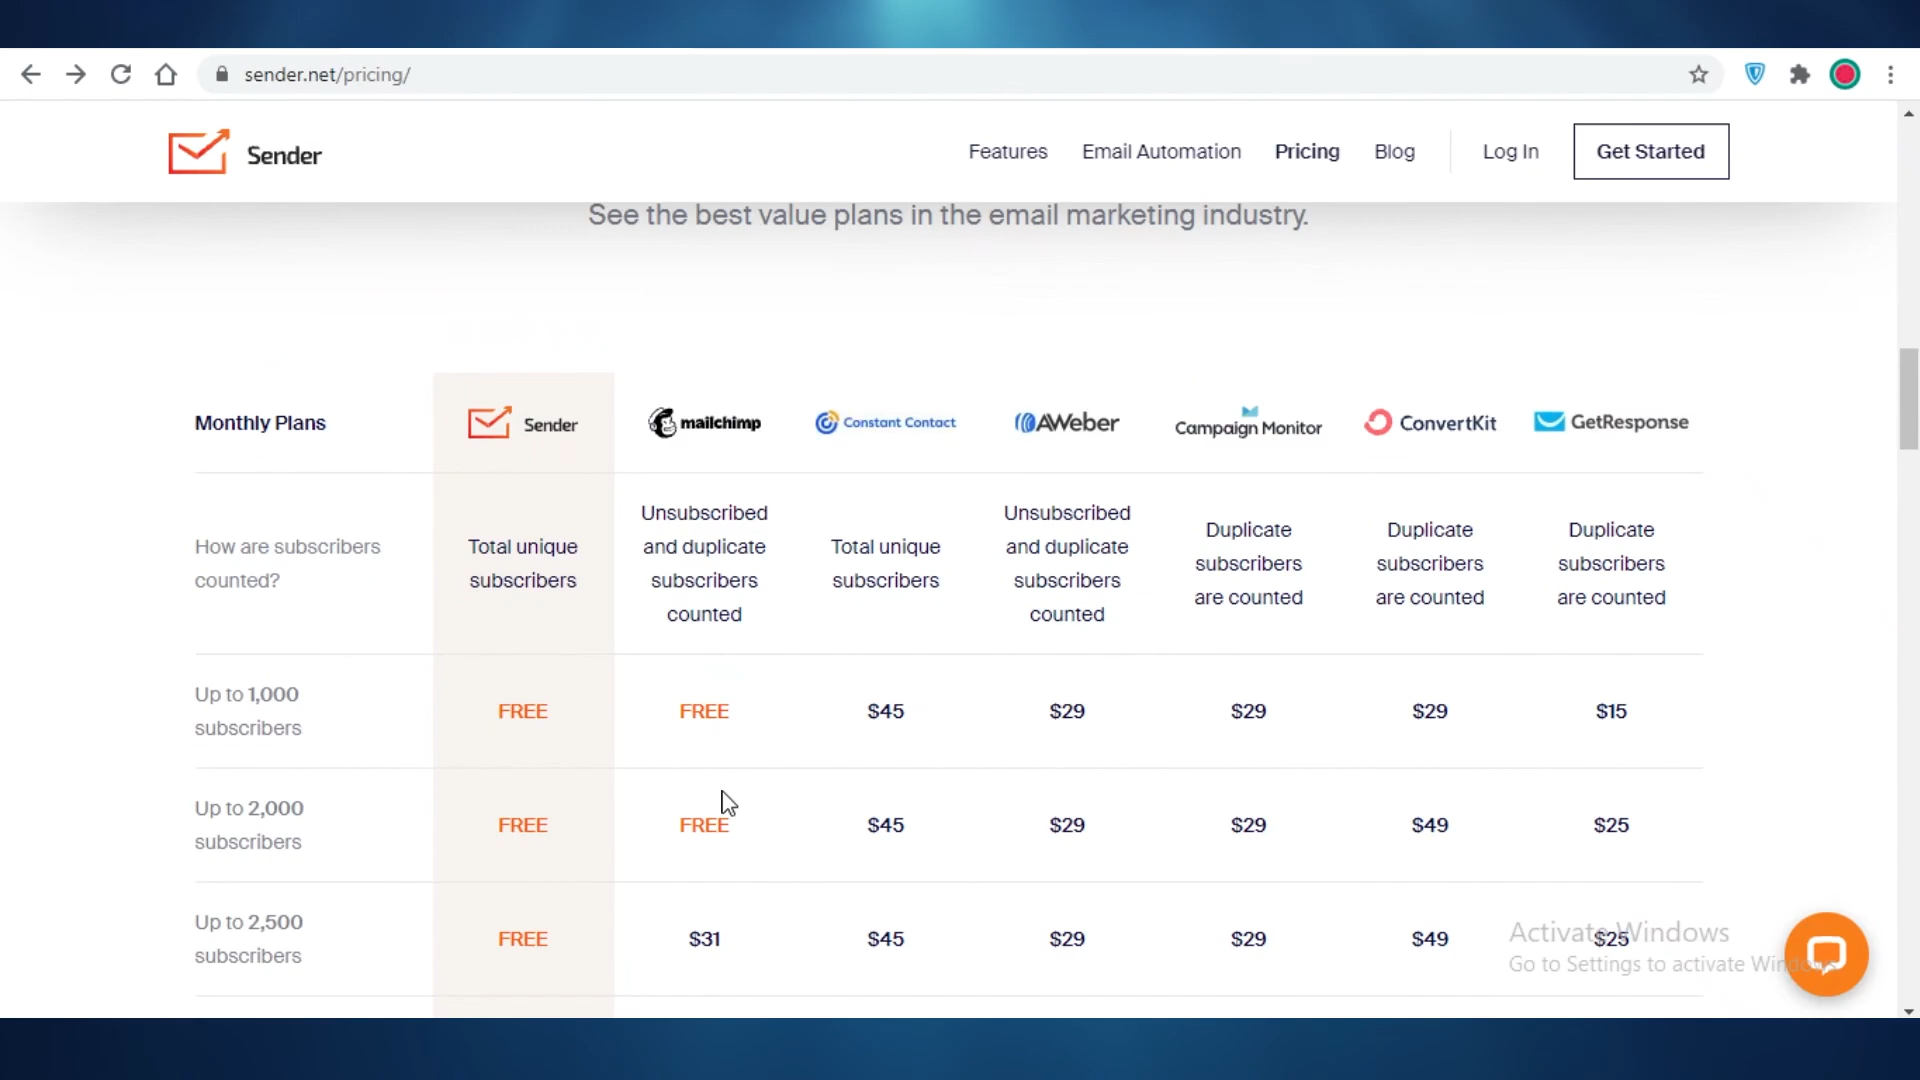 sender.net/pricing/
Sender
Features
Email Automation
Pricing
Blog
Log In
Get Started
See the best value plans in the email marketing industry.
Monthly Plans
Sender
mailchimp
Constant Contact
AWeber
Campaign Monitor
ConvertKit
GetResponse
How are subscribers
counted?
Total unique
subscribers
Unsubscribed
and duplicate
subscribers
counted
Total unique
subscribers
Unsubscribed
and duplicate
subscribers
counted
Duplicate
subscribers
are counted
Duplicate
subscribers
are counted
Duplicate
subscribers
are counted
Up to 1,000
subscribers
FREE
FREE
$45
$29
$29
$29
$15
Up to 2,000
subscribers
FREE
FREE
$45
$29
$29
$49
$25
Up to 2,500
subscribers
FREE
$31
$45
$29
$29
$49
$25
Activate Windows
Go to Settings to activate Windows.